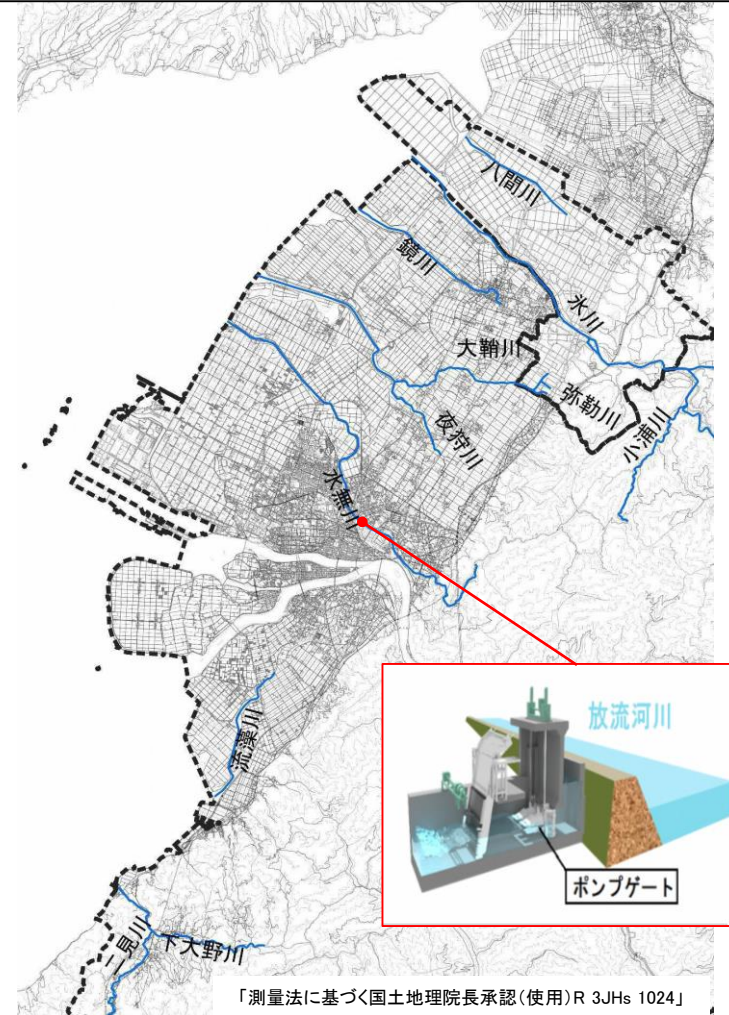 八間川
鏡川
氷川
大鞘川
弥勒川
小浦川
夜狩川
水無川
放流河川
ポンプゲート
流藻川
二見川
下大野川
「測量法に基づく国土地理院長承認(使用)R 3JHs 1024」